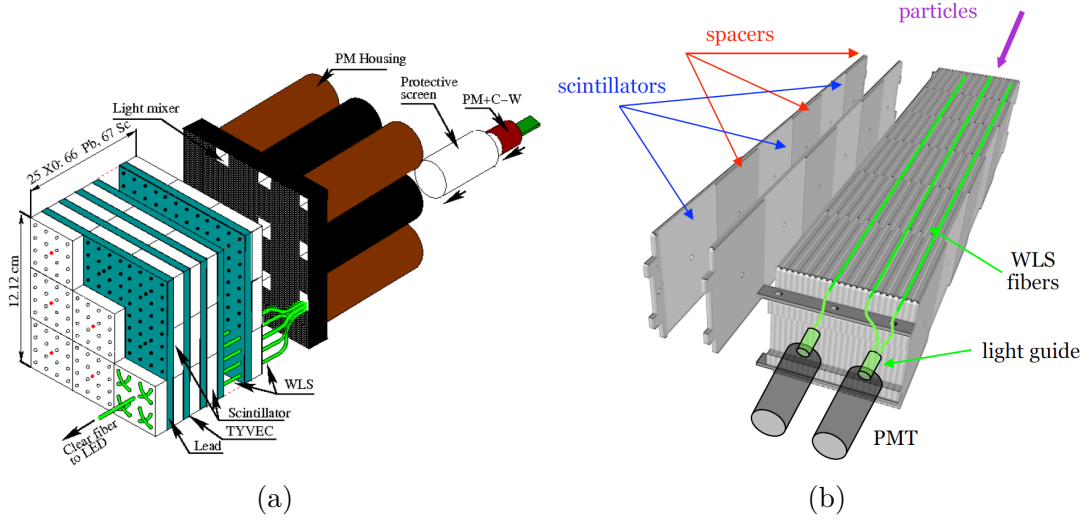 PM Housing
Protective
screen
PM+C−W
Light mixer
25 X0: 66 Pb, 67 Sc
12.12 cm
WLS
Scintillator
TYVEC
Lead
Clear fiber
to LED
(a)
particles
spacers
scintillators
WLS
fibers
light guide
PMT
(b)